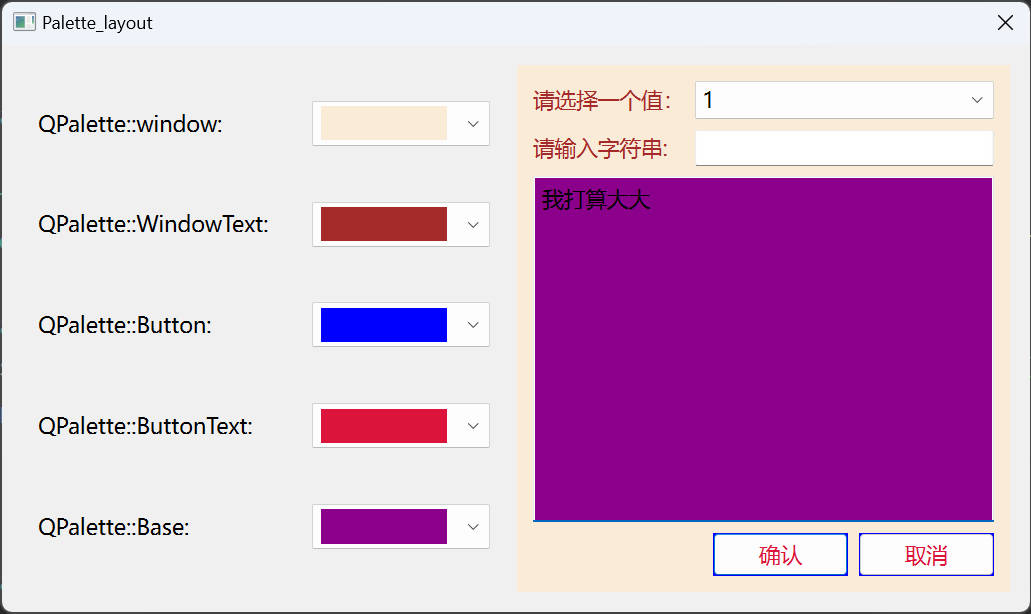 Palette_layout
QPalette::window:
QPalette::WindowText:
QPalette::Button:
QPalette::ButtonText:
QPalette::Base:
请选择一个值：
1
请输入字符串:
我打算大大
确认
取消